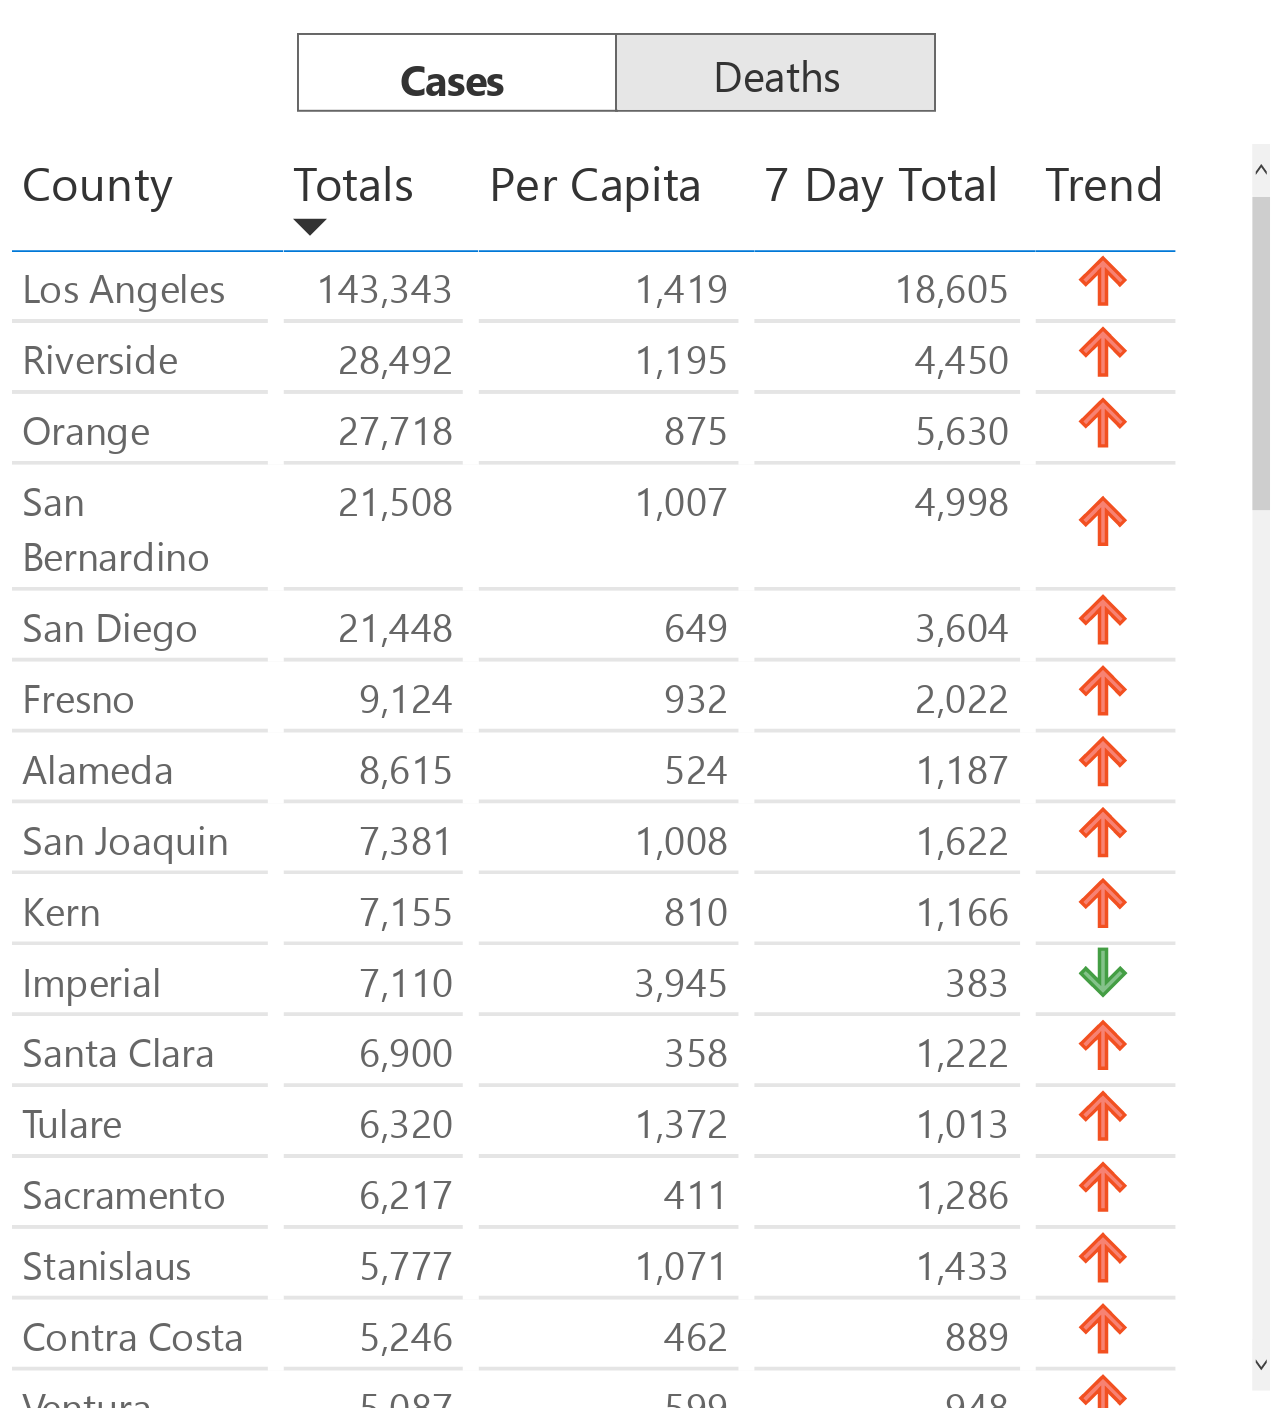 Cases Deaths
County Totals Per Capita 7 Day Total Trend
Los Angeles 143,343 1,419 18,605
Riverside 28,492 1,195 4,450
Orange 27,718 875 5,630
San 21,508 1,007 4,998
Bernardino
San Diego 21,448 649 3,604
Fresno 9,124 932 2,022
Alameda 8,615 524 1,187
San Joaquin 7,381 1,008 1,622
Kern 7,155 810 1,166
Imperial 7,110 3,945 383
Santa Clara 6,900 358 1,222
Tulare 6,320 1,372 1,013
Sacramento 6,217 411 1,286
Stanislaus 5,777 1,071 1,433
Contra Costa 5,246 462 889
Ventura 5,087 599 948